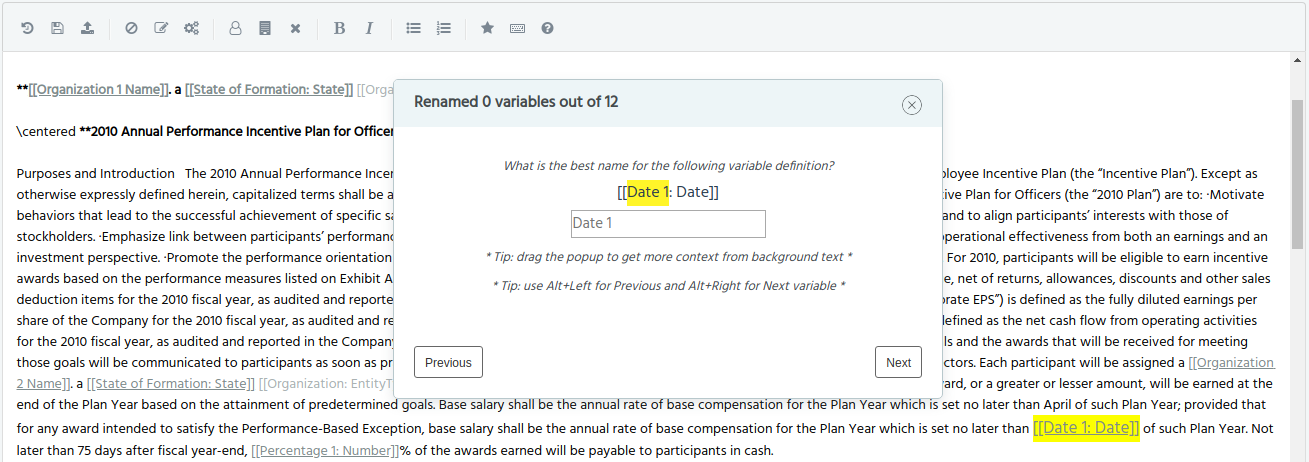 B I
**[[Organization 1 Name]]. a [[State of Formation: State]] [[Orga
Renamed 0 variables out of 12
\centered **2010 Annual Performance Incentive Plan for Officer
What is the best name for the following variable definition?
[[Date 1: Date]]
Date 1
* Tip: drag the popup to get more context from background text *
* Tip: use Alt+Left for Previous and Alt+Right for Next variable *
Previous
Next
Purposes and Introduction The 2010 Annual Performance Incer ployee Incentive Plan (the “Incentive Plan”). Except as
otherwise expressly defined herein, capitalized terms shall be a ive Plan for Officers (the “2010 Plan”) are to: ·Motivate
behaviors that lead to the successful achievement of specific sa and to align participants’ interests with those of
stockholders. ·Emphasize link between participants’ performanc perational effectiveness from both an earnings and an
investment perspective. ·Promote the performance orientation For 2010, participants will be eligible to earn incentive
awards based on the performance measures listed on Exhibit A e, net of returns, allowances, discounts and other sales
deduction items for the 2010 fiscal year, as audited and reporte rate EPS”) is defined as the fully diluted earnings per
share of the Company for the 2010 fiscal year, as audited and re lefined as the net cash flow from operating activities
for the 2010 fiscal year, as audited and reported in the Company ls and the awards that will be received for meeting
those goals will be communicated to participants as soon as pr ctors. Each participant will be assigned a [[Organization
2 Name]]. a [[State of Formation: State]] [[Organization: EntityT ard, or a greater or lesser amount, will be earned at the
end of the Plan Year based on the attainment of predetermined goals. Base salary shall be the annual rate of base compensation for the Plan Year which is set no later than April of such Plan Year; provided that
for any award intended to satisfy the Performance-Based Exception, base salary shall be the annual rate of base compensation for the Plan Year which is set no later than [[Date 1: Date]] of such Plan Year. Not
later than 75 days after fiscal year-end, [[Percentage 1: Number]]% of the awards earned will be payable to participants in cash.